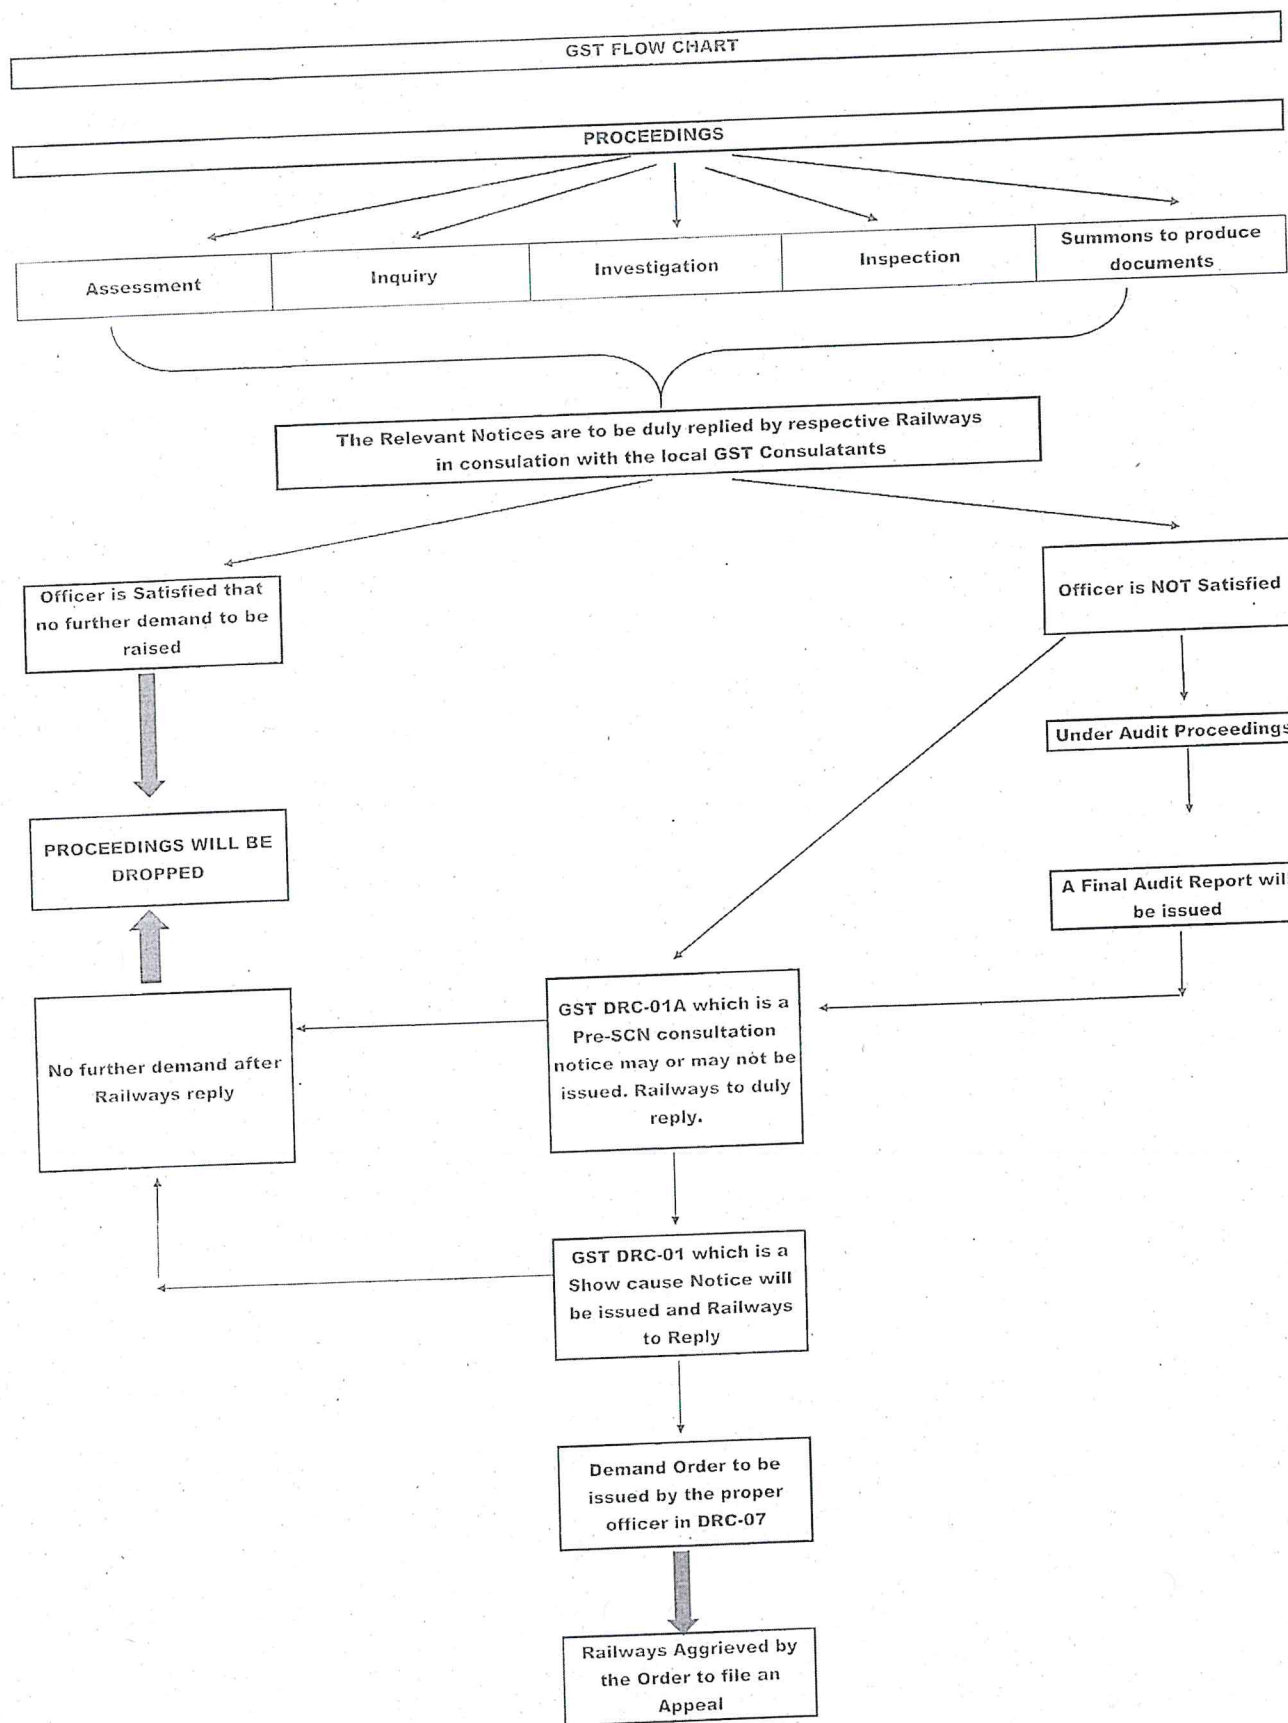 GST FLOW CHART
PROCEEDINGS
Assessment
Inquiry
Investigation
Inspection
Summons to produce
documents
The Relevant Notices are to be duly replied by respective Railways
in consulation with the local GST Consulatants
Officer is Satisfied that
no further demand to be
raised
Officer is NOT Satisfied
Under Audit Proceedings
PROCEEDINGS WILL BE
DROPPED
A Final Audit Report will
be issued
No further demand after
Railways reply
GST DRC-01A which is a
Pre-SCN consultation
notice may or may not be
issued. Railways to duly
reply.
GST DRC-01 which is a
Show cause Notice will
be issued and Railways
to Reply
Demand Order to be
issued by the proper
officer in DRC-07
Railways Aggrieved by
the Order to file an
Appeal